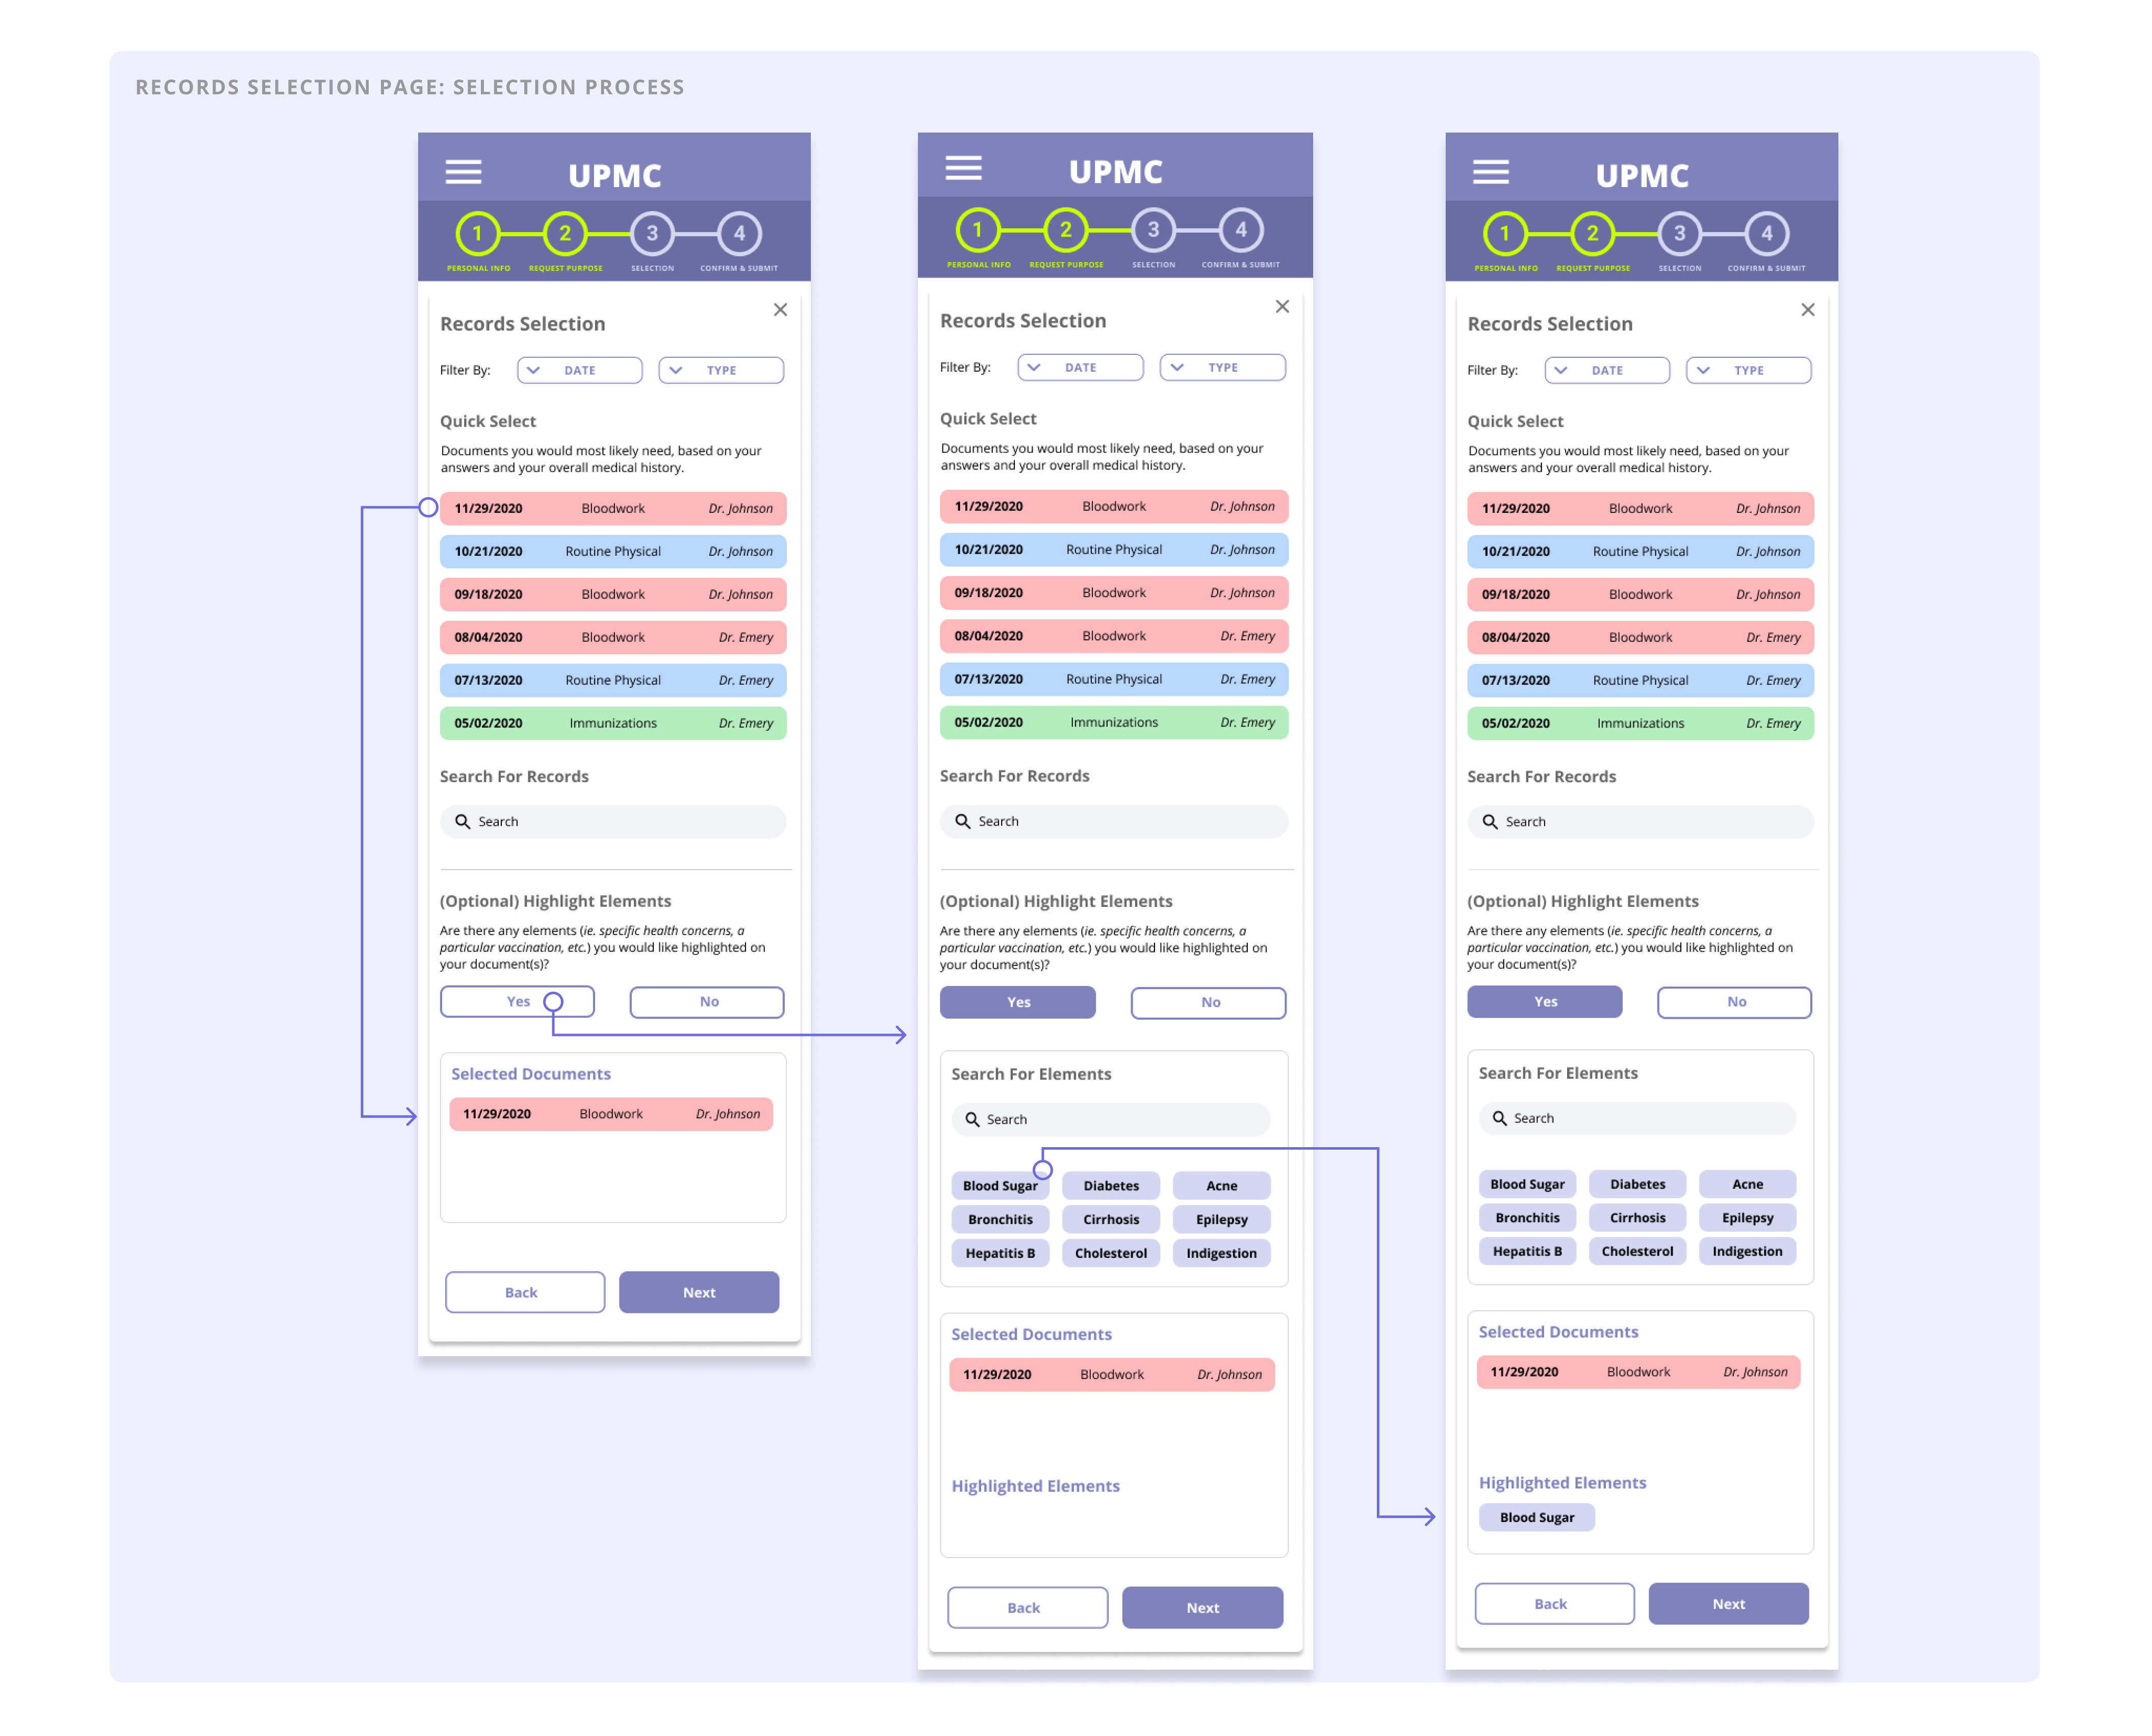 RECORDS SELECTION PAGE: SELECTION PROCESS
UPMC
1 2 3 4
PERSONAL INFO REQUEST PURPOSE SELECTION CONFIRM & SUBMIT
Records Selection
Filter By: DATE TYPE
Quick Select
Documents you would most likely need, based on your
answers and your overall medical history.
11/29/2020 Bloodwork Dr. Johnson
10/21/2020 Routine Physical Dr. Johnson
09/18/2020 Bloodwork Dr. Johnson
08/04/2020 Bloodwork Dr. Emery
07/13/2020 Routine Physical Dr. Emery
05/02/2020 Immunizations Dr. Emery
Search For Records
Search
(Optional) Highlight Elements
Are there any elements (ie. specific health concerns, a
particular vaccination, etc.) you would like highlighted on
your document(s)?
Yes No
Selected Documents
11/29/2020 Bloodwork Dr. Johnson
Back Next
UPMC
1 2 3 4
PERSONAL INFO REQUEST PURPOSE SELECTION CONFIRM & SUBMIT
Records Selection
Filter By: DATE TYPE
Quick Select
Documents you would most likely need, based on your
answers and your overall medical history.
11/29/2020 Bloodwork Dr. Johnson
10/21/2020 Routine Physical Dr. Johnson
09/18/2020 Bloodwork Dr. Johnson
08/04/2020 Bloodwork Dr. Emery
07/13/2020 Routine Physical Dr. Emery
05/02/2020 Immunizations Dr. Emery
Search For Records
Search
(Optional) Highlight Elements
Are there any elements (ie. specific health concerns, a
particular vaccination, etc.) you would like highlighted on
your document(s)?
Yes No
Search For Elements
Search
Blood Sugar Diabetes Acne
Bronchitis Cirrhosis Epilepsy
Hepatitis B Cholesterol Indigestion
Selected Documents
11/29/2020 Bloodwork Dr. Johnson
Highlighted Elements
Back Next
UPMC
1 2 3 4
PERSONAL INFO REQUEST PURPOSE SELECTION CONFIRM & SUBMIT
Records Selection
Filter By: DATE TYPE
Quick Select
Documents you would most likely need, based on your
answers and your overall medical history.
11/29/2020 Bloodwork Dr. Johnson
10/21/2020 Routine Physical Dr. Johnson
09/18/2020 Bloodwork Dr. Johnson
08/04/2020 Bloodwork Dr. Emery
07/13/2020 Routine Physical Dr. Emery
05/02/2020 Immunizations Dr. Emery
Search For Records
Search
(Optional) Highlight Elements
Are there any elements (ie. specific health concerns, a
particular vaccination, etc.) you would like highlighted on
your document(s)?
Yes No
Search For Elements
Search
Blood Sugar Diabetes Acne
Bronchitis Cirrhosis Epilepsy
Hepatitis B Cholesterol Indigestion
Selected Documents
11/29/2020 Bloodwork Dr. Johnson
Highlighted Elements
Blood Sugar
Back Next